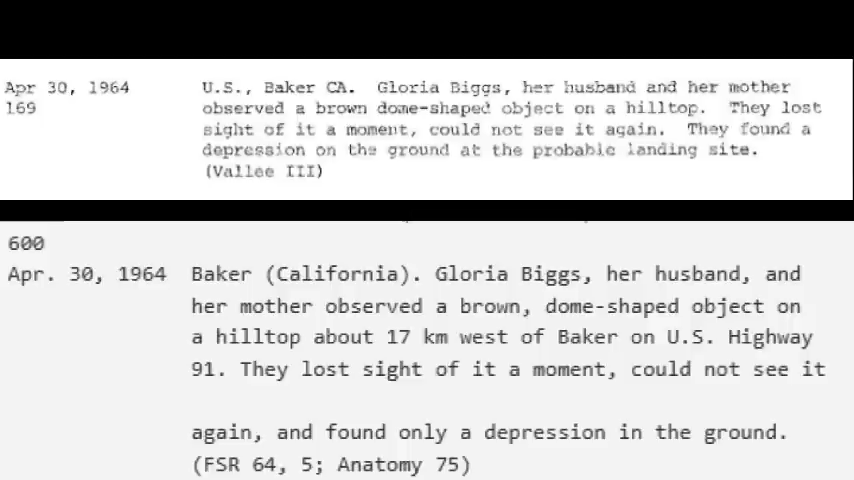 Apr 30, 1964 U.S., Baker CA. Gloria Biggs, her husband and her mother
169 observed a brown dome-shaped object on a hilltop. They lost
sight of it a moment, could not see it again. They found a
depression on the ground at the probable landing site.
(Vallee III)
600
Apr. 30, 1964 Baker (California). Gloria Biggs, her husband, and
her mother observed a brown, dome-shaped object on
a hilltop about 17 km west of Baker on U.S. Highway
91. They lost sight of it a moment, could not see it
again, and found only a depression in the ground.
(FSR 64, 5; Anatomy 75)